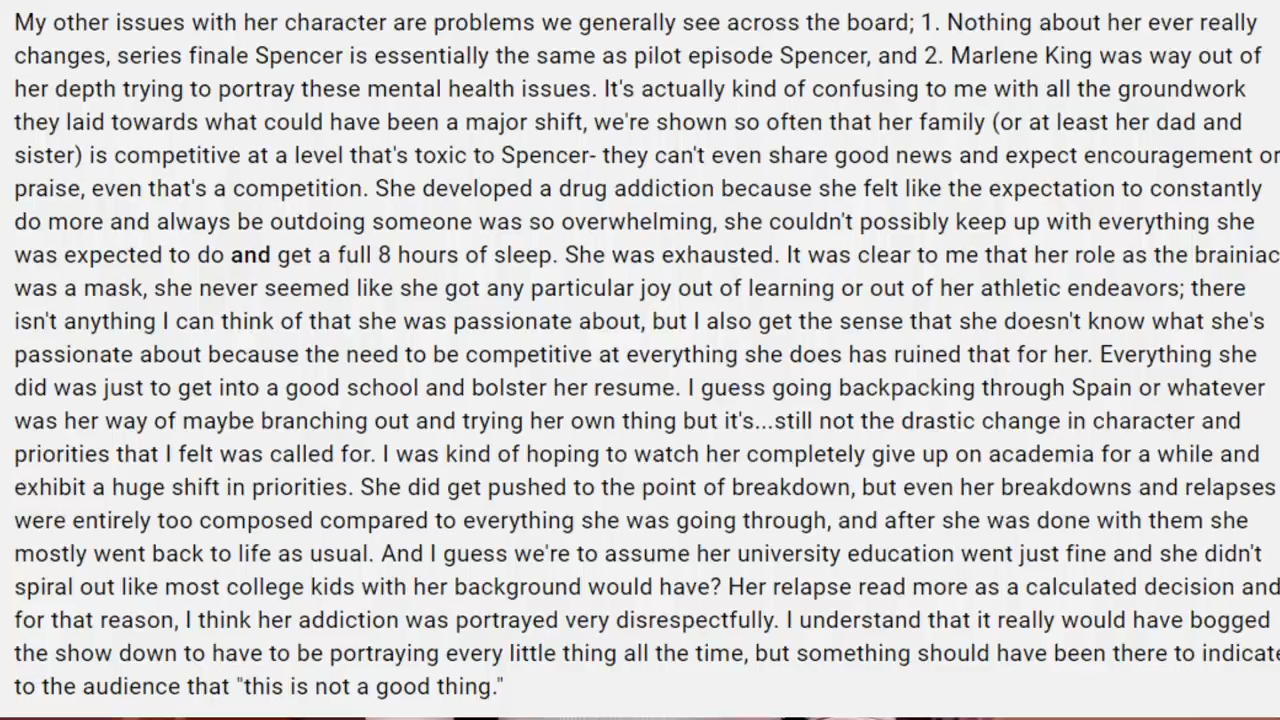 My other issues with her character are problems we generally see across the board; 1. Nothing about her ever really
changes, series finale Spencer is essentially the same as pilot episode Spencer, and 2. Marlene King was way out of
her depth trying to portray these mental health issues. It's actually kind of confusing to me with all the groundwork
they laid towards what could have been a major shift, we're shown so often that her family (or at least her dad and
sister) is competitive at a level that's toxic to Spencer- they can't even share good news and expect encouragement or
praise, even that's a competition. She developed a drug addiction because she felt like the expectation to constantly
do more and always be outdoing someone was so overwhelming, she couldn't possibly keep up with everything she
was expected to do and get a full 8 hours of sleep. She was exhausted. It was clear to me that her role as the brainiac
was a mask, she never seemed like she got any particular joy out of learning or out of her athletic endeavors; there
isn't anything I can think of that she was passionate about, but I also get the sense that she doesn't know what she's
passionate about because the need to be competitive at everything she does has ruined that for her. Everything she
did was just to get into a good school and bolster her resume. I guess going backpacking through Spain or whatever
was her way of maybe branching out and trying her own thing but it's...still not the drastic change in character and
priorities that I felt was called for. I was kind of hoping to watch her completely give up on academia for a while and
exhibit a huge shift in priorities. She did get pushed to the point of breakdown, but even her breakdowns and relapses
were entirely too composed compared to everything she was going through, and after she was done with them she
mostly went back to life as usual. And I guess we're to assume her university education went just fine and she didn't
spiral out like most college kids with her background would have? Her relapse read more as a calculated decision and
for that reason, I think her addiction was portrayed very disrespectfully. I understand that it really would have bogged
the show down to have to be portraying every little thing all the time, but something should have been there to indicate
to the audience that "this is not a good thing."